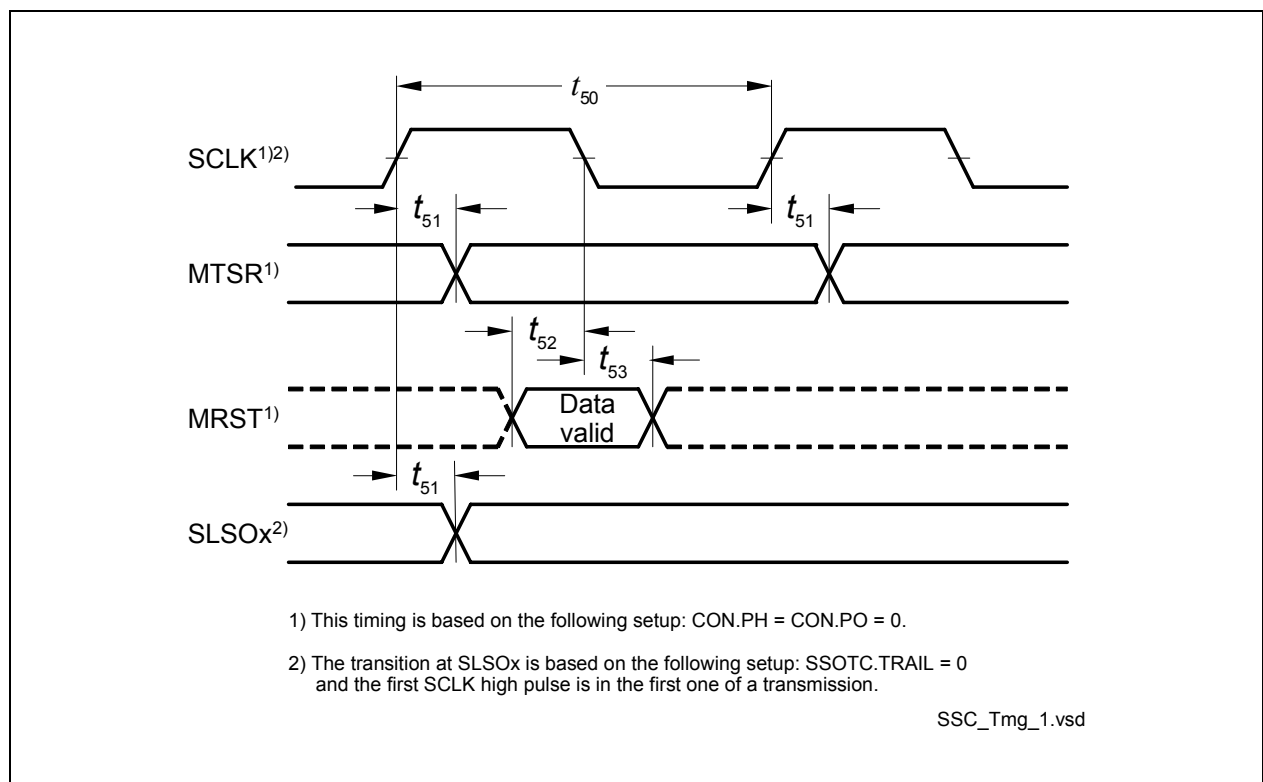 t50
SCLK1)2)
t51
t51
MTSR1)
t52
t53
MRST1)
Data
valid
t51
SLSOx2)
1) This timing is based on the following setup: CON.PH = CON.PO = 0.
2) The transition at SLSOx is based on the following setup: SSOTC.TRAIL = 0
and the first SCLK high pulse is in the first one of a transmission.
SSC_Tmg_1.vsd